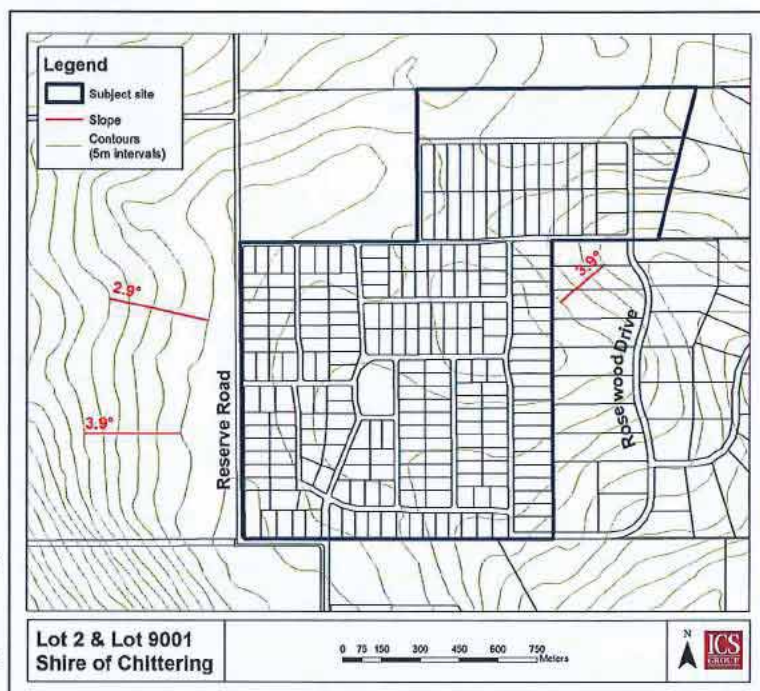 Legend
Subject site
Slope
Contours
(5m intervals)
2.9°
3.9°
3.9°
Reserve Road
Rosewood Drive
Lot 2 & Lot 9001
Shire of Chittering
0 75 150 300 450 600 750
Meters
N
ICS
GROUP